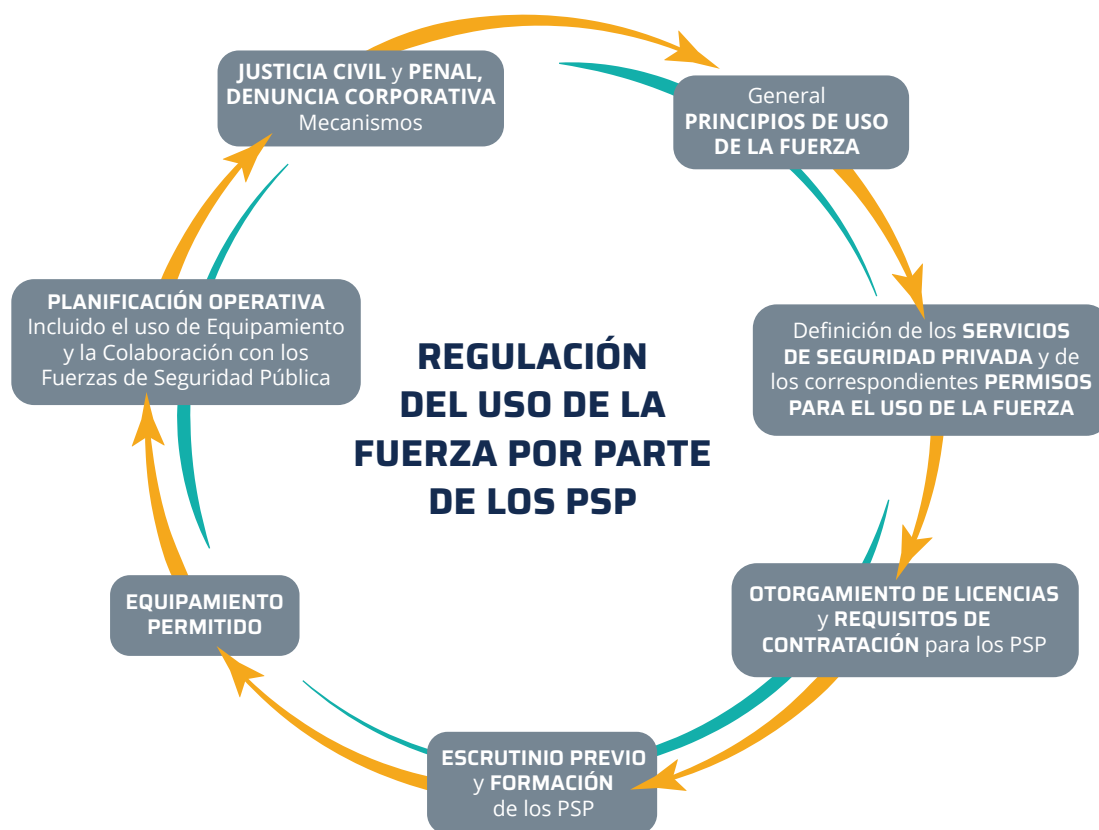 JUSTICIA CIVIL y PENAL,
DENUNCIA CORPORATIVA
Mecanismos
General
PRINCIPIOS DE USO
DE LA FUERZA
Definición de los SERVICIOS
DE SEGURIDAD PRIVADA y de
los correspondientes PERMISOS
PARA EL USO DE LA FUERZA
OTORGAMIENTO DE LICENCIAS
y REQUISITOS DE
CONTRATACIÓN para los PSP
ESCRUTINIO PREVIO
y FORMACIÓN
de los PSP
EQUIPAMIENTO
PERMITIDO
PLANIFICACIÓN OPERATIVA
Incluido el uso de Equipamiento
y la Colaboración con los
Fuerzas de Seguridad Pública
REGULACIÓN
DEL USO DE LA
FUERZA POR PARTE
DE LOS PSP